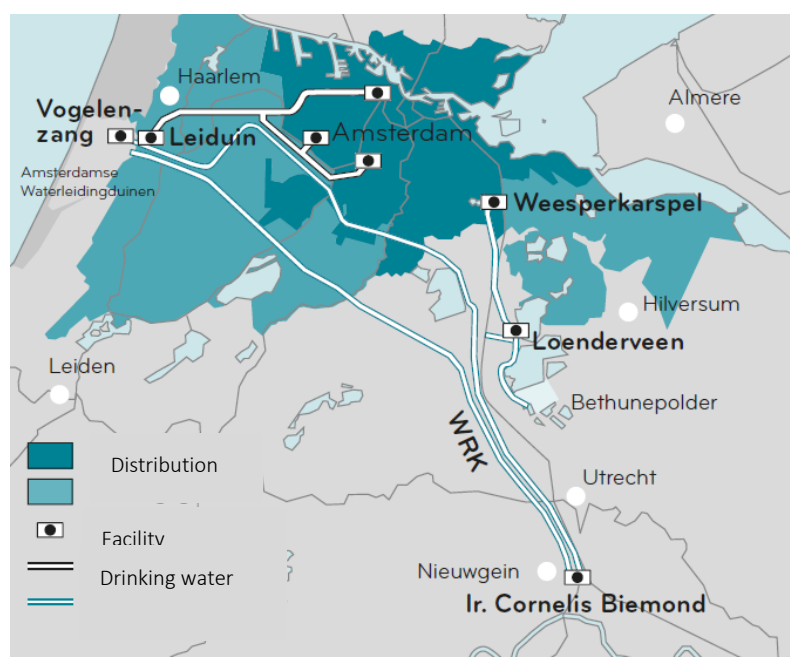 Haarlem
Almere
Vogelen-
zang
Leiduin
Amsterdam
Amsterdamse
Waterleidingduinen
Weesperkarspel
Hilversum
Loenderveen
Leiden
Bethunepolder
WRK
Distribution
Utrecht
Facility
Nieuwgein
Drinking water
Ir. Cornelis Biemond